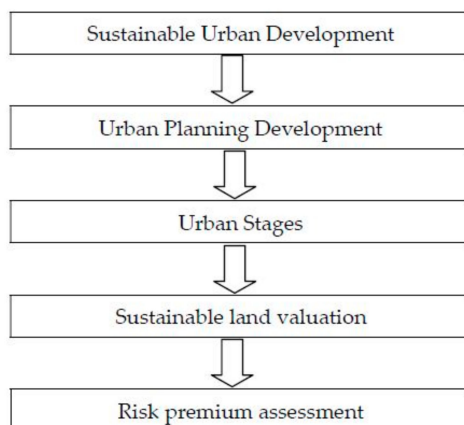 Sustainable Urban Development
Urban Planning Development
Urban Stages
Sustainable land valuation
Risk premium assessment